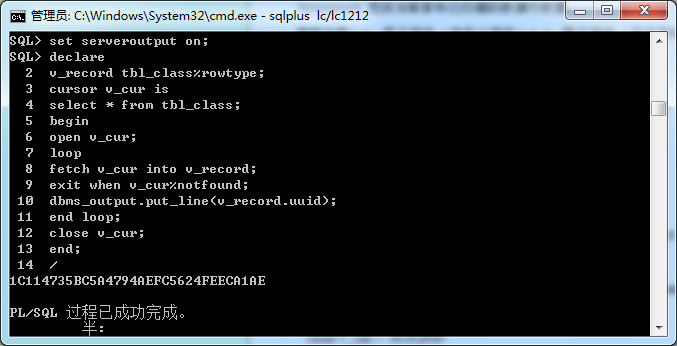 管理员: C:\Windows\System32\cmd.exe - sqlplus  lc/lc1212
SQL> set serveroutput on;
SQL> declare
  2  v_record tbl_class%rowtype;
  3  cursor v_cur is
  4  select * from tbl_class;
  5  begin
  6  open v_cur;
  7  loop
  8  fetch v_cur into v_record;
  9  exit when v_cur%notfound;
 10  dbms_output.put_line(v_record.uuid);
 11  end loop;
 12  close v_cur;
 13  end;
 14  /
1C114735BC5A4794AEFC5624FEECA1AE
PL/SQL 过程已成功完成。
半: